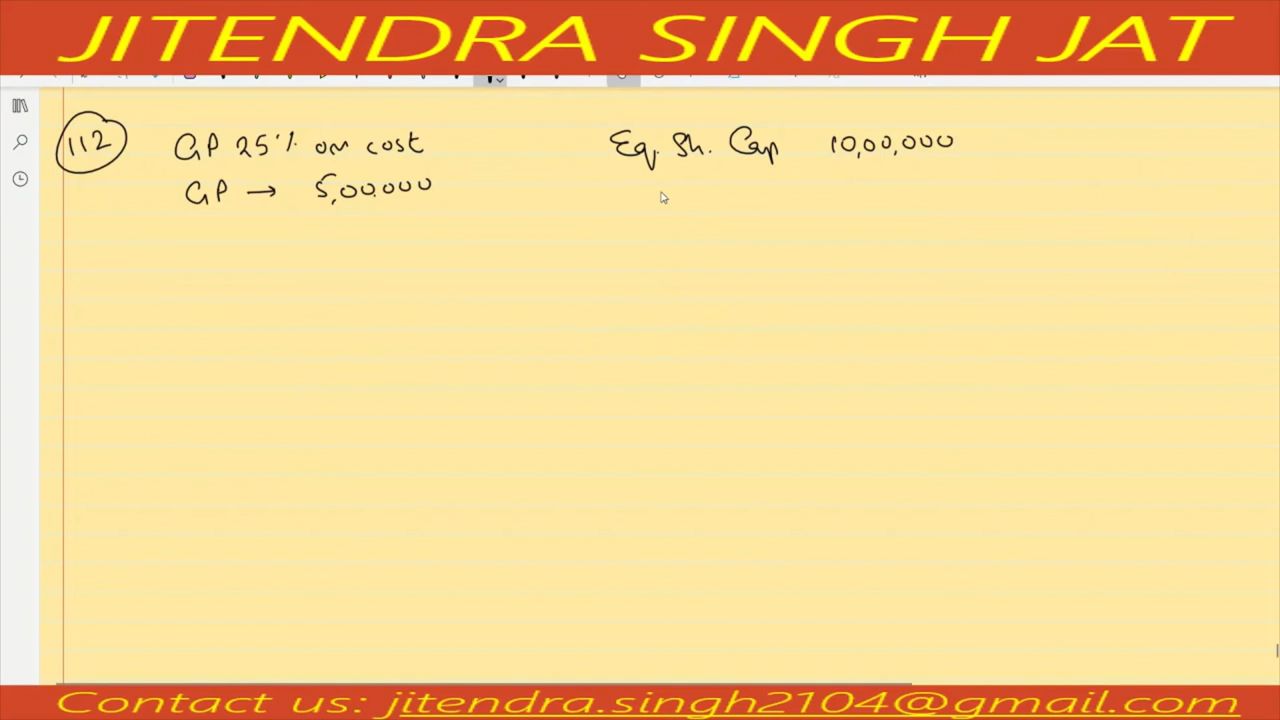 JITENDRA SINGH JAT
112 GP 25% on cost Eq. Sh. Cap 10,00,000
GP → 5,00,000
Contact us: jitendra.singh2104@gmail.com